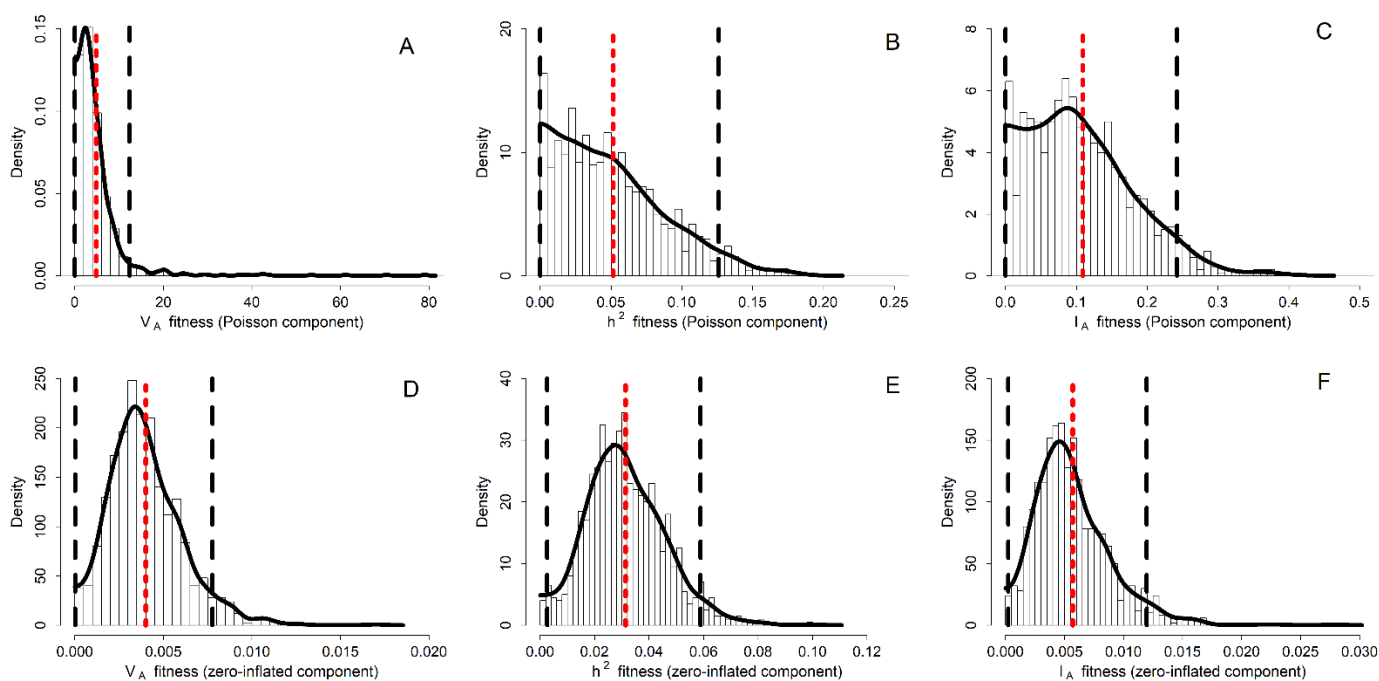 A
Density
0.00 0.05 0.10 0.15
0 20 40 60 80
V A fitness (Poisson component)
B
Density
0 10 20
0.00 0.05 0.10 0.15 0.20 0.25
h 2 fitness (Poisson component)
C
Density
0 2 4 6 8
0.0 0.1 0.2 0.3 0.4 0.5
I A fitness (Poisson component)
D
Density
0 50 100 150 200 250
0.000 0.005 0.010 0.015 0.020
V A fitness (zero-inflated component)
E
Density
0 10 20 30 40
0.00 0.02 0.04 0.06 0.08 0.10 0.12
h 2 fitness (zero-inflated component)
F
Density
0 50 100 150 200
0.000 0.005 0.010 0.015 0.020 0.025 0.030
I A fitness (zero-inflated component)